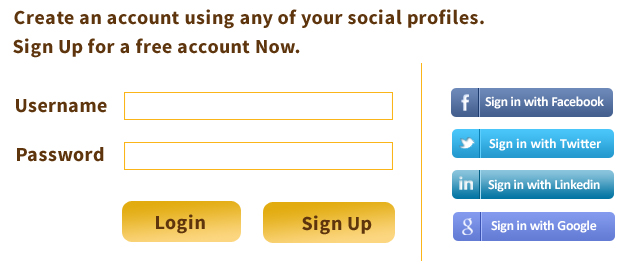 Create an account using any of your social profiles.
Sign Up for a free account Now.
Username
Password
Login
Sign Up
f Sign in with Facebook
Sign in with Twitter
in Sign in with Linkedin
g Sign in with Google